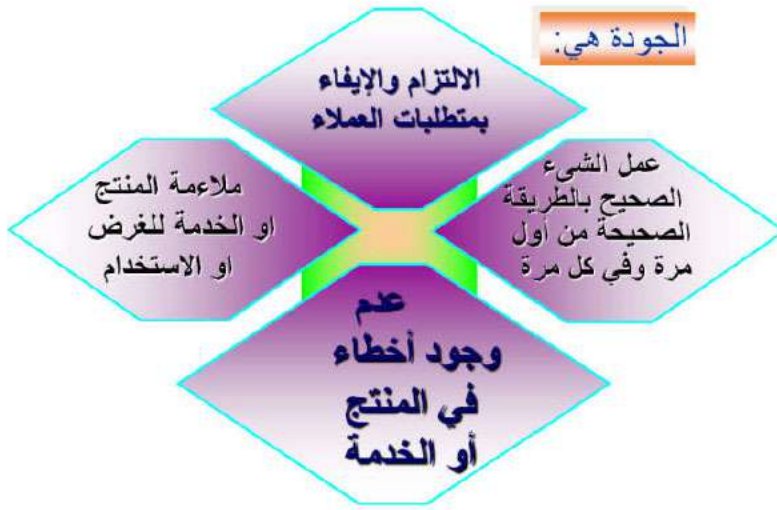 الجودة هي:
الالتزام والإيفاء
بمتطلبات العملاء
عمل الشيء
الصحيح بالطريقة
الصحيحة من أول
مرة وفي كل مرة
ملاءمة المنتج
او الخدمة للغرض
او الاستخدام
عدم
وجود أخطاء
في المنتج
أو الخدمة